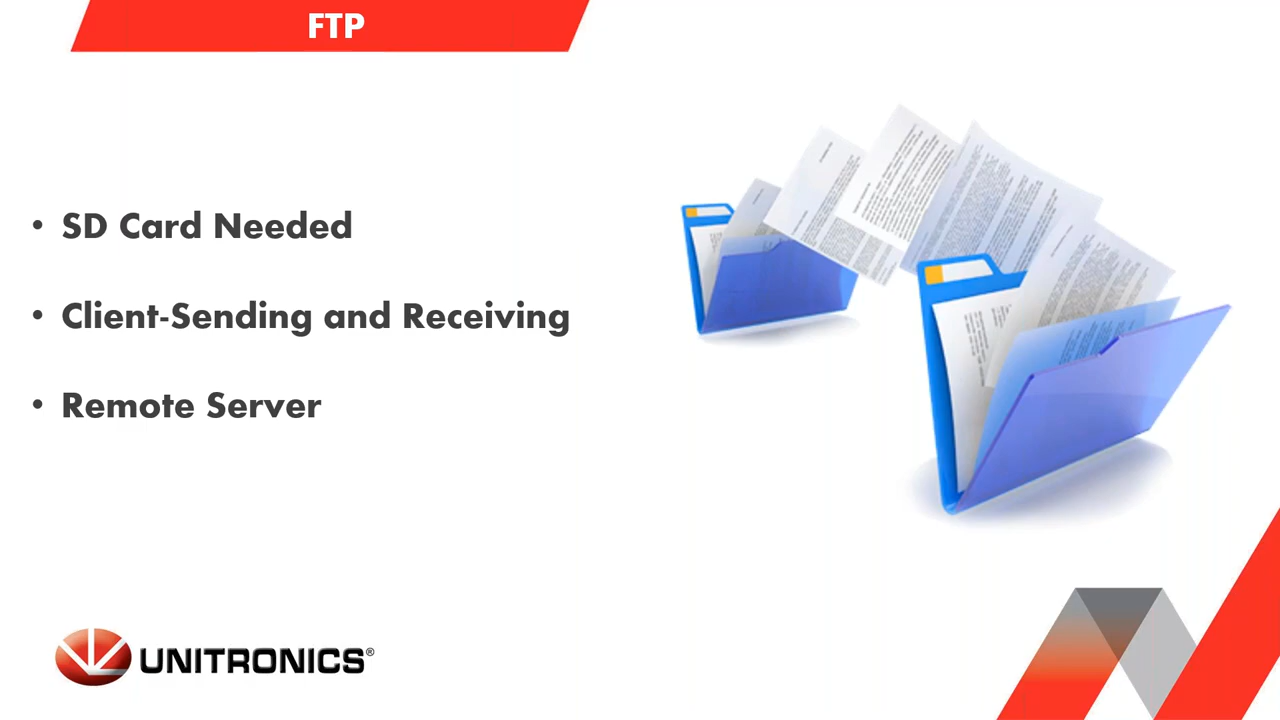 FTP
• SD Card Needed
• Client-Sending and Receiving
• Remote Server
UNITRONICS®